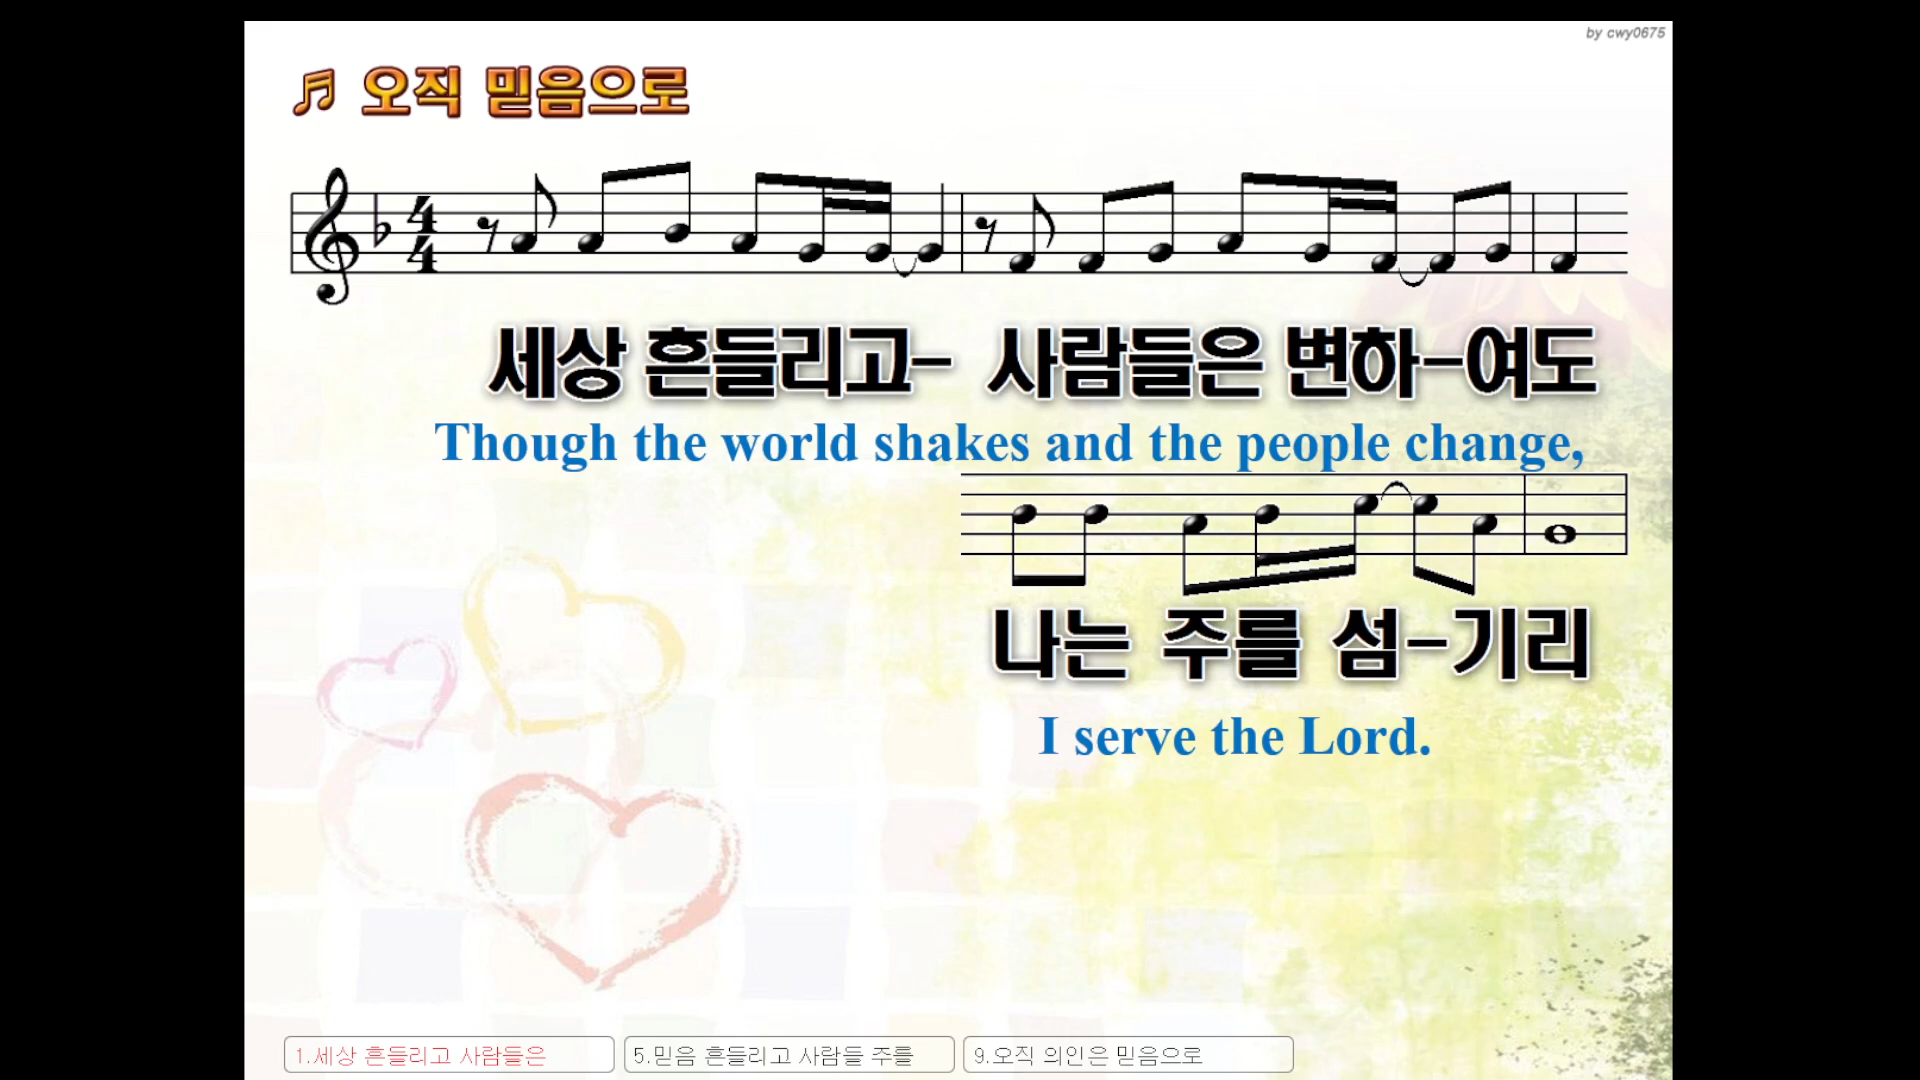 by cwy0675
오직 믿음으로
세상 흔들리고- 사람들은 변하-여도
Though the world shakes and the people change,
나는 주를 섬-기리
I serve the Lord.
1.세상 흔들리고 사람들은
5.믿음 흔들리고 사람들 주를
9.오직 의인은 믿음으로